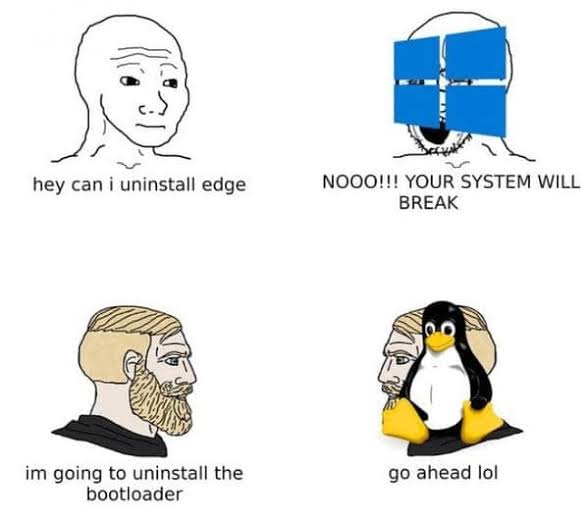 hey can i uninstall edge
NOOO!!! YOUR SYSTEM WILL
BREAK
im going to uninstall the
bootloader
go ahead lol